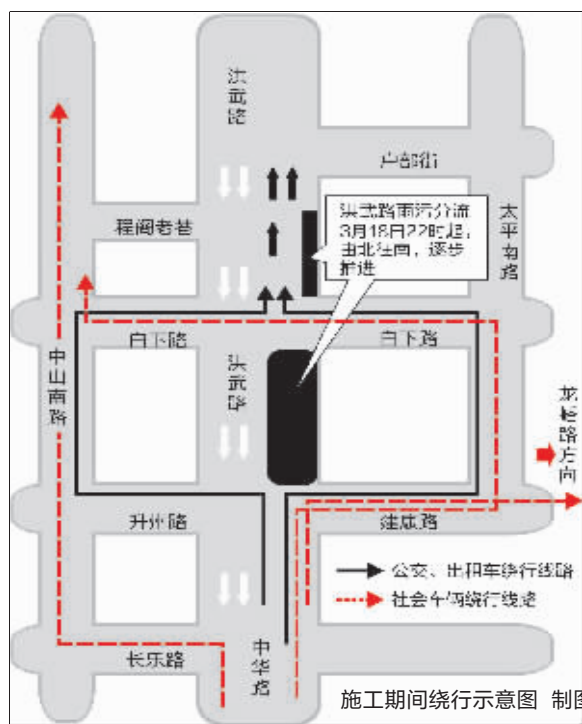 洪武路
户部街
程阁老巷
洪武路雨污分流
3月18日22时起，
由北往南，逐步
推进
太平南路
白下路
白下路
中山南路
洪武路
龙蟠路方向
升州路
建康路
公交、出租车绕行线路
社会车辆绕行线路
长乐路
中华路
施工期间绕行示意图 制图